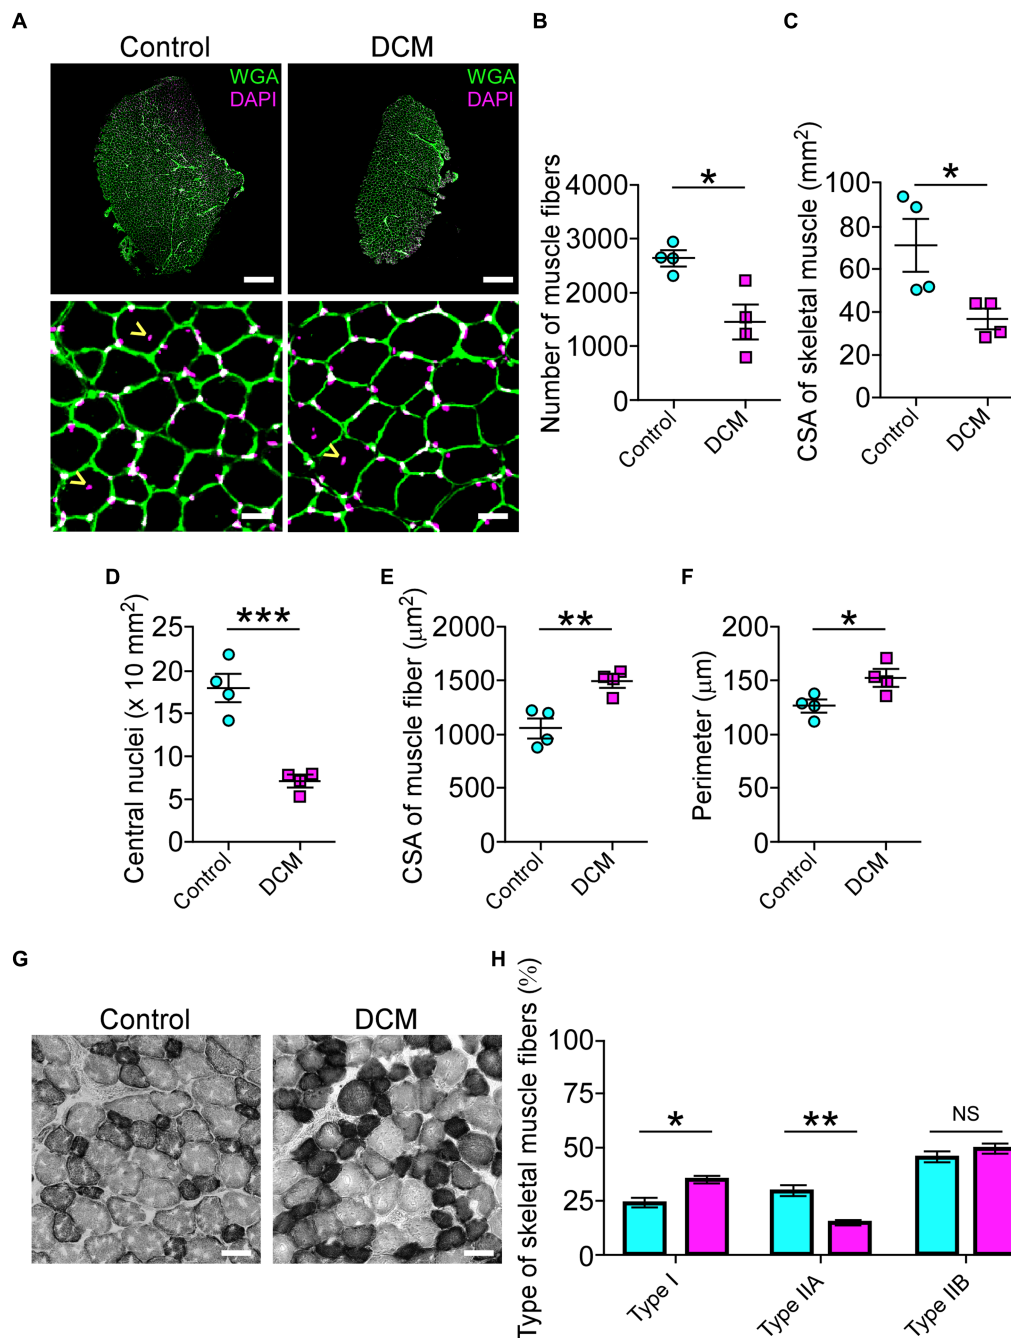 A
Control
DCM
WGA
DAPI
WGA
DAPI
B
Number of muscle fibers
4000
3000
2000
1000
0
*
Control
DCM
C
CSA of skeletal muscle (mm²)
100
80
60
40
20
0
*
Control
DCM
D
Central nuclei (x 10 mm²)
25
20
15
10
5
0
***
Control
DCM
E
CSA of muscle fiber (μm²)
2000
1500
1000
500
0
**
Control
DCM
F
Perimeter (μm)
200
150
100
50
0
*
Control
DCM
G
Control
DCM
H
Type of skeletal muscle fibers (%)
100
75
50
25
0
*
**
NS
Type I
Type IIA
Type IIB